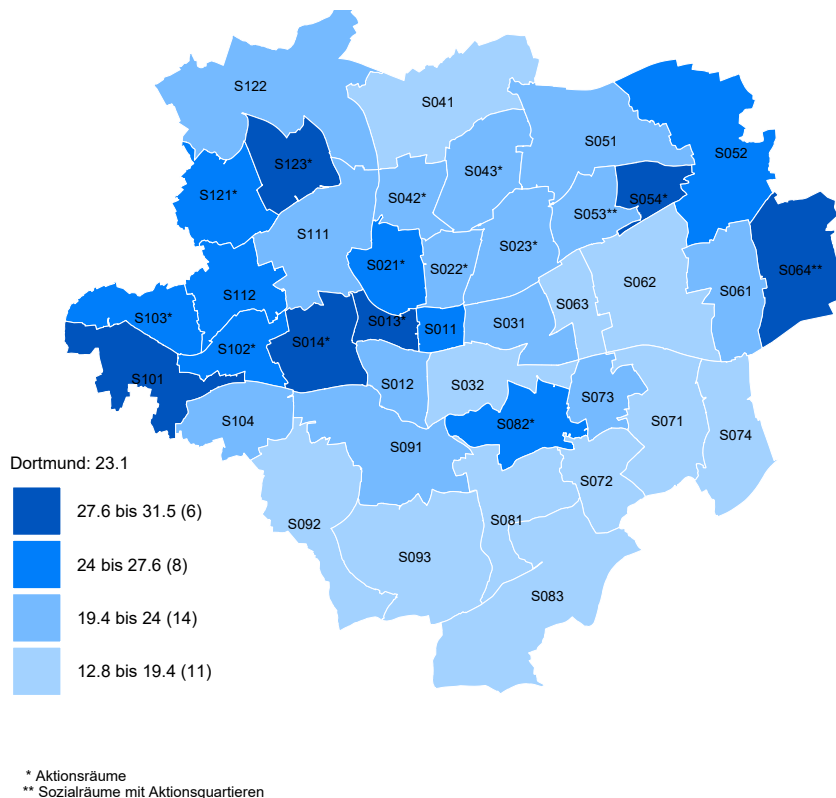 S122
S041
S051
S052
S123*
S043*
S121*
S042*
S054*
S053**
S111
S023*
S021*
S022*
S064**
S062
S061
S112
S063
S103*
S013*
S011
S031
S014*
S102*
S101
S012
S032
S073
S104
S082*
S071
S074
S091
S072
S092
S081
S093
S083
Dortmund: 23.1
27.6 bis 31.5 (6)
24 bis 27.6 (8)
19.4 bis 24 (14)
12.8 bis 19.4 (11)
* Aktionsräume
** Sozialräume mit Aktionsquartieren